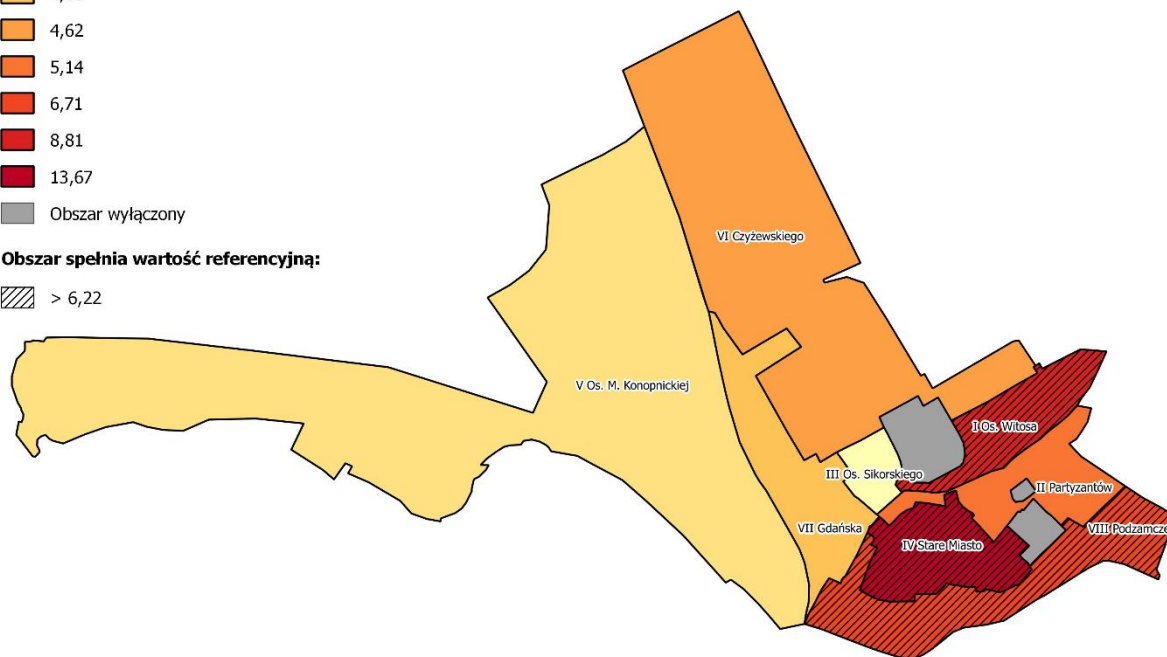 4,62
5,14
6,71
8,81
13,67
Obszar wyłączony
Obszar spełnia wartość referencyjną:
> 6,22
VI Czyżewskiego
V Os. M. Konopnickiej
I Os. Witosa
III Os. Sikorskiego
II Partyzantów
VII Gdańska
VIII Podzamcze
IV Stare Miasto